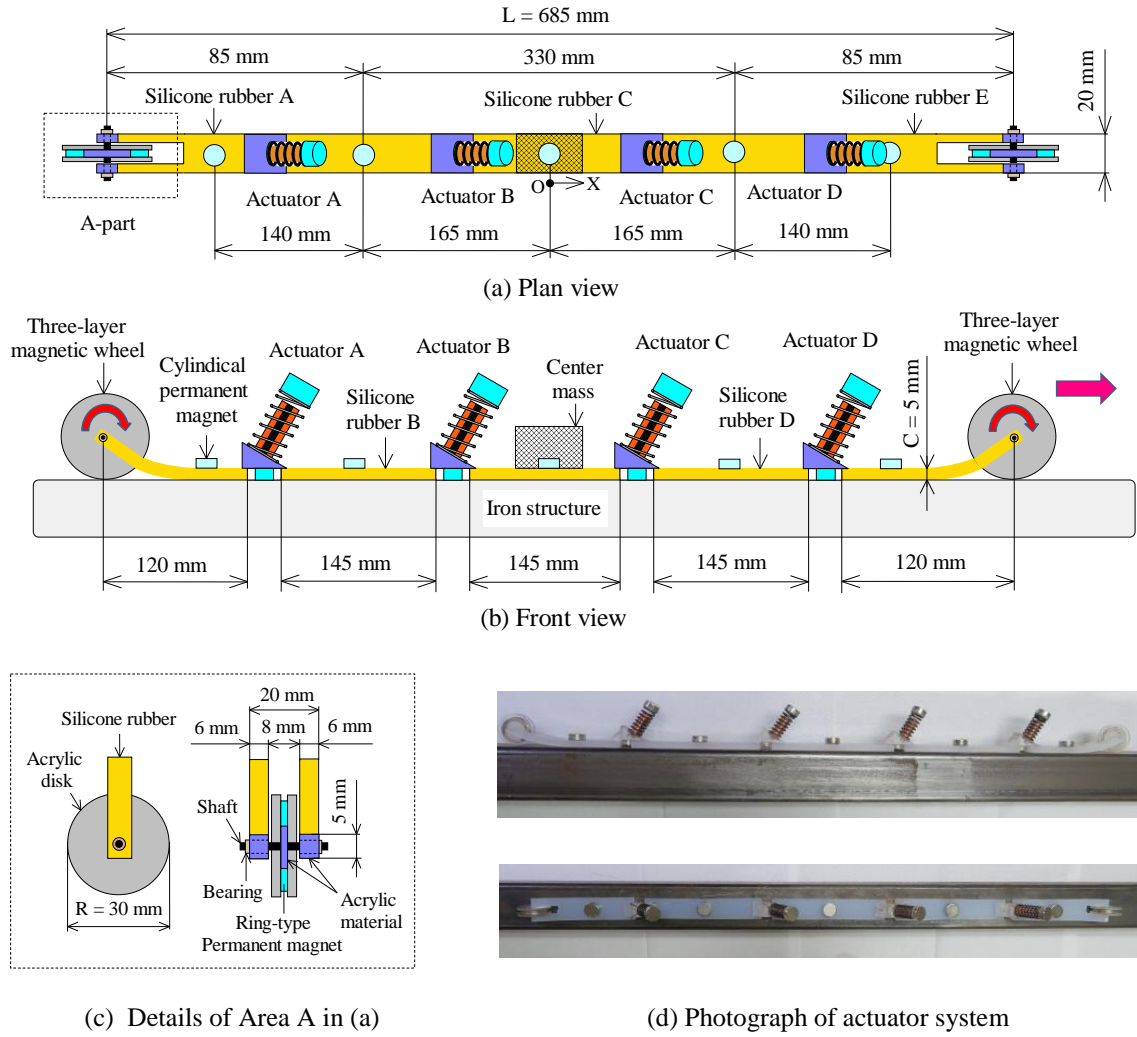 L = 685 mm
85 mm
330 mm
85 mm
Silicone rubber A
Silicone rubber C
Silicone rubber E
20 mm
O
X
Actuator A
Actuator B
Actuator C
Actuator D
A-part
140 mm
165 mm
165 mm
140 mm
(a) Plan view
Three-layer
magnetic wheel
Cylindical
permanent
magnet
Actuator A
Silicone
rubber B
Actuator B
Center
mass
Actuator C
Silicone
rubber D
Actuator D
C = 5 mm
Three-layer
magnetic wheel
Iron structure
120 mm
145 mm
145 mm
145 mm
120 mm
(b) Front view
Silicone rubber
Acrylic
disk
R = 30 mm
20 mm
6 mm
8 mm
6 mm
Shaft
5 mm
Bearing
Ring-type
Permanent magnet
Acrylic
material
(c) Details of Area A in (a)
(d) Photograph of actuator system